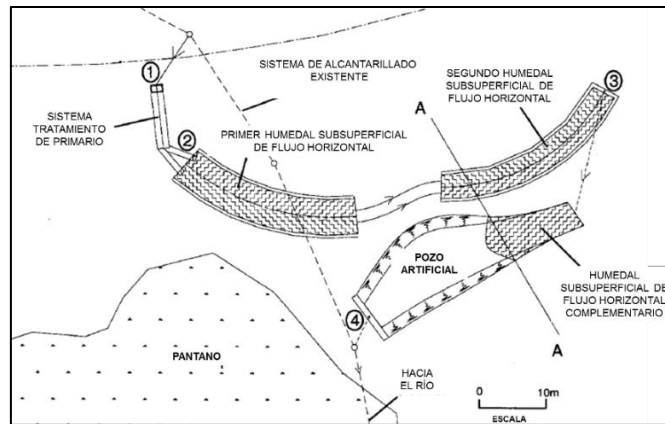 SISTEMA DE ALCANTARILLADO
EXISTENTE
SEGUNDO HUMEDAL
SUBSUPERFICIAL DE
FLUJO HORIZONTAL
3
1
A
SISTEMA
TRATAMIENTO
DE PRIMARIO
2
PRIMER HUMEDAL SUBSUPERFICIAL
DE FLUJO HORIZONTAL
POZO
ARTIFICIAL
HUMEDAL
SUBSUPERFICIAL DE
FLUJO HORIZONTAL
COMPLEMENTARIO
4
A
PANTANO
HACIA
EL RÍO
0 10m
ESCALA